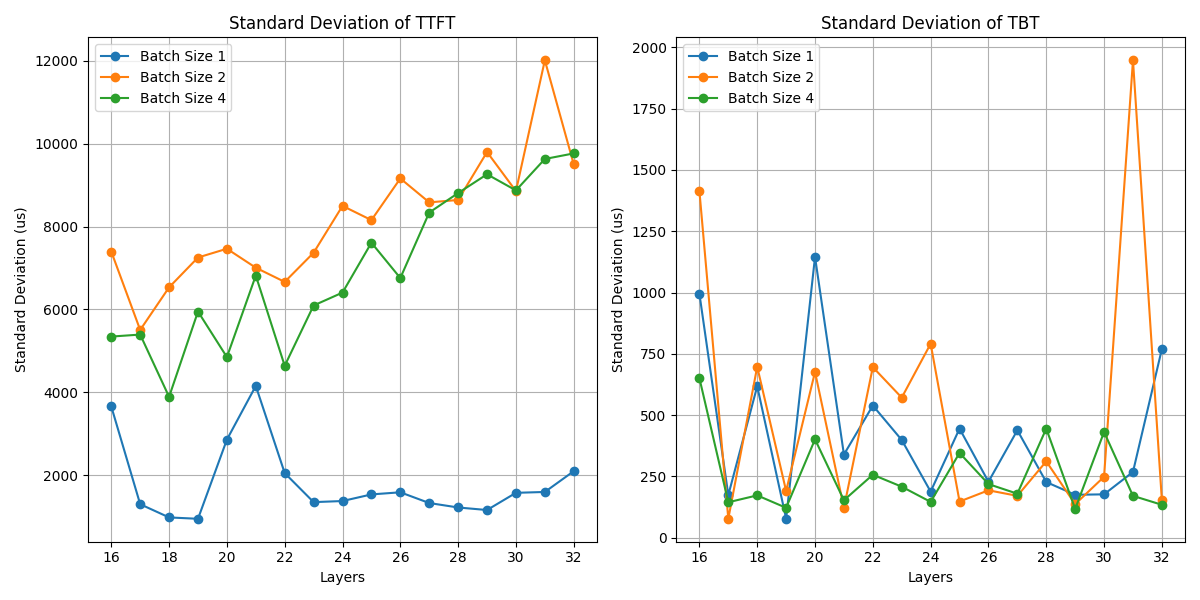 Standard Deviation of TTFT
Batch Size 1
Batch Size 2
Batch Size 4
12000
10000
8000
6000
4000
2000
Standard Deviation (us)
16 18 20 22 24 26 28 30 32
Layers
Standard Deviation of TBT
Batch Size 1
Batch Size 2
Batch Size 4
2000
1750
1500
1250
1000
750
500
250
0
Standard Deviation (us)
16 18 20 22 24 26 28 30 32
Layers